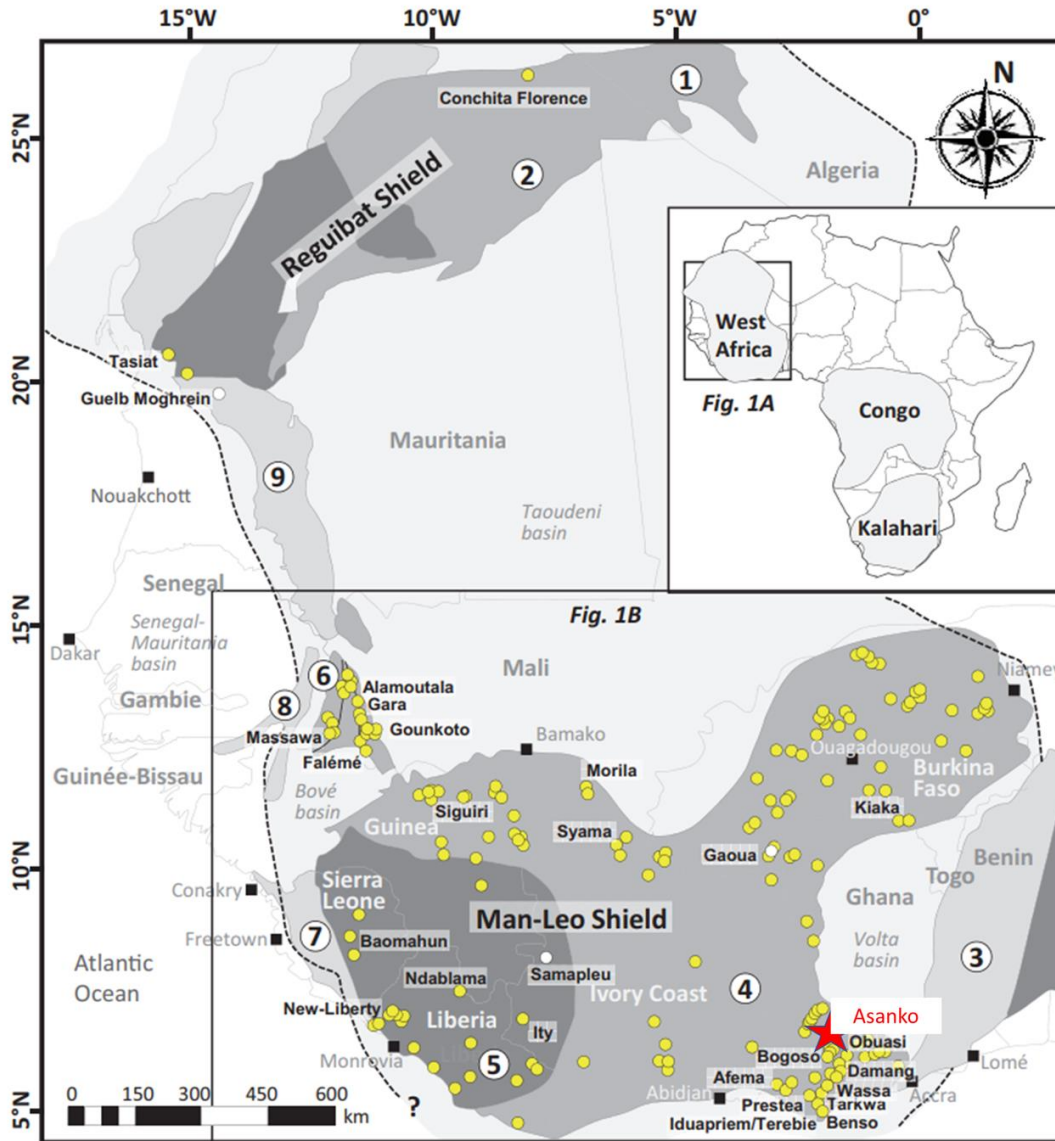 15°W 10°W 5°W 0°
N
25°N
Conchita Florence
1
2
Algeria
Reguibat Shield
West
Africa
Fig. 1A
Congo
Kalahari
20°N
Tasiat
Guelb Moghrein
Mauritania
9
Nouakchott
Taoudeni
basin
15°N
Senegal
Senegal-
Mauritania
basin
Dakar
Fig. 1B
Mali
Niamey
Gambie
8
6
Alamoutala
Gara
Gounkoto
Massawa
Falémé
Bamako
Morila
Ouagadougou
Burkina
Faso
Guinée-Bissau
Bové
basin
Siguiri
Kiaka
Guinea
Syama
Gaoua
10°N
Benin
Togo
Ghana
Conakry
Sierra
Leone
Man-Leo Shield
Freetown
7
Baomahun
Volta
basin
3
Atlantic
Ocean
Ndablama
Samapleu
Ivory Coast
4
New-Liberty
Liberia
Ity
Asanko
Obuasi
Monrovia
5
Bogoso
Damang
Lomé
Abidjan
Afema
Wassa
Accra
Prestea
Tarkwa
Iduapriem/Terebie
Benso
5°N
0 150 300 450 600
km
?